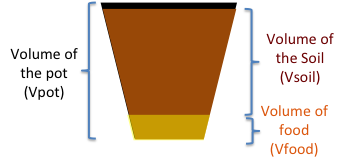 Volume of
the pot
(Vpot)
Volume of
the Soil
(Vsoil)
Volume of
food
(Vfood)